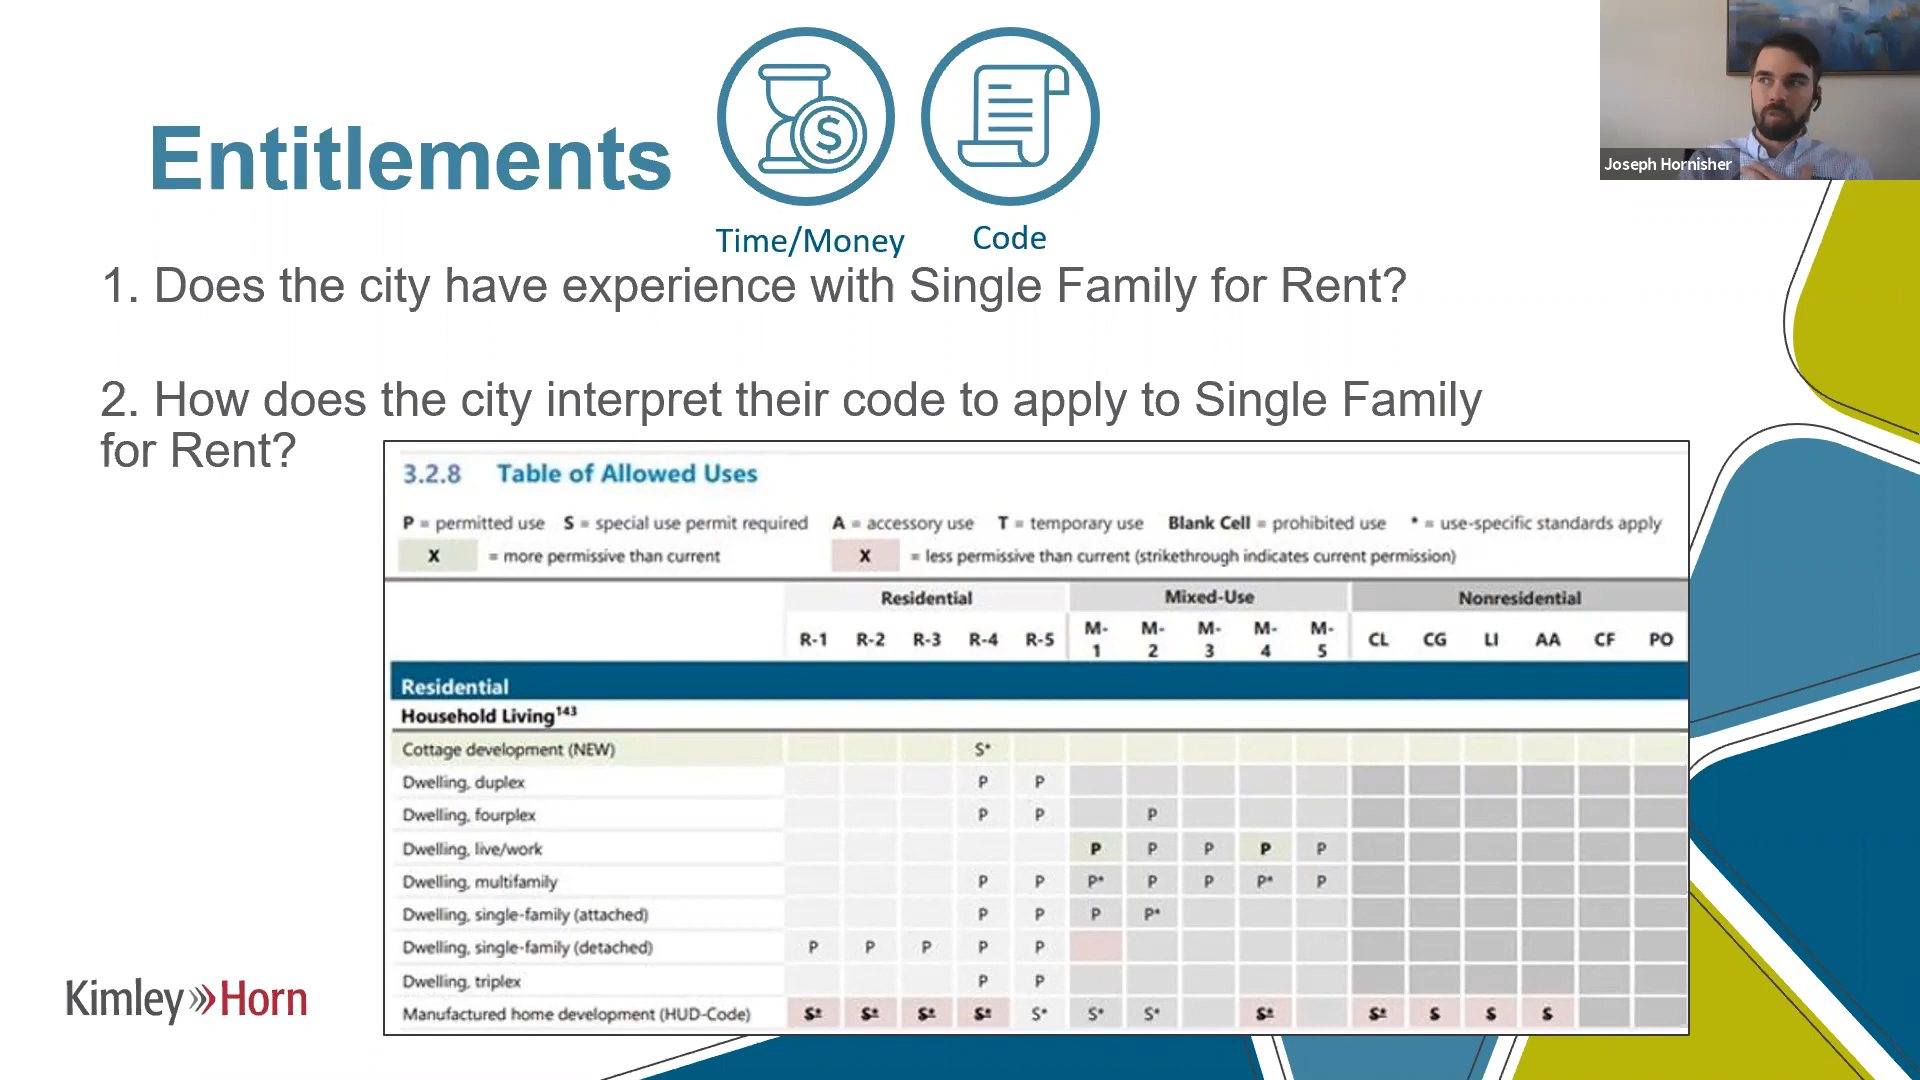 Entitlements
Time/Money
Code
Joseph Hornisher
1. Does the city have experience with Single Family for Rent?
2. How does the city interpret their code to apply to Single Family
for Rent?
3.2.8 Table of Allowed Uses
P = permitted use S = special use permit required A = accessory use T = temporary use Blank Cell = prohibited use * = use-specific standards apply
X = more permissive than current X = less permissive than current (strikethrough indicates current permission)
Residential Mixed-Use Nonresidential
R-1 R-2 R-3 R-4 R-5 M-1 M-2 M-3 M-4 M-5 CL CG LI AA CF PO
Residential
Household Living143
Cottage development (NEW) S*
Dwelling, duplex P P
Dwelling, fourplex P P P
Dwelling, live/work P P P P P
Dwelling, multifamily P P P* P P P* P
Dwelling, single-family (attached) P P P P*
Dwelling, single-family (detached) P P P P P
Dwelling, triplex P P
Manufactured home development (HUD-Code) S* S* S* S* S* S* S* S* S* S S S
Kimley»Horn